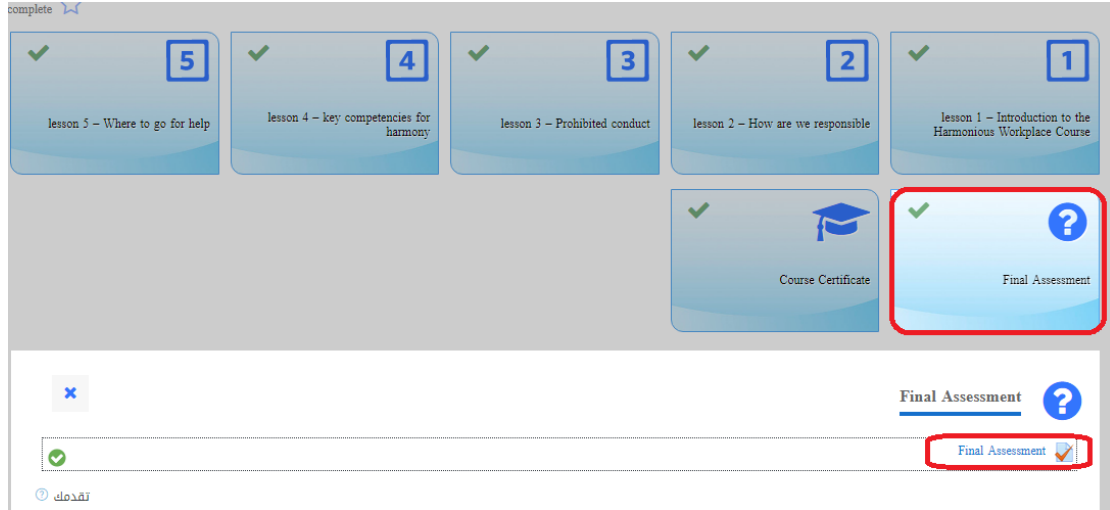 complete
1
lesson 1 – Introduction to the
Harmonious Workplace Course
2
lesson 2 – How are we responsible
3
lesson 3 – Prohibited conduct
4
lesson 4 – key competencies for
harmony
5
lesson 5 – Where to go for help
?
Final Assessment
Course Certificate
Final Assessment
?
Final Assessment
تقدمك ?